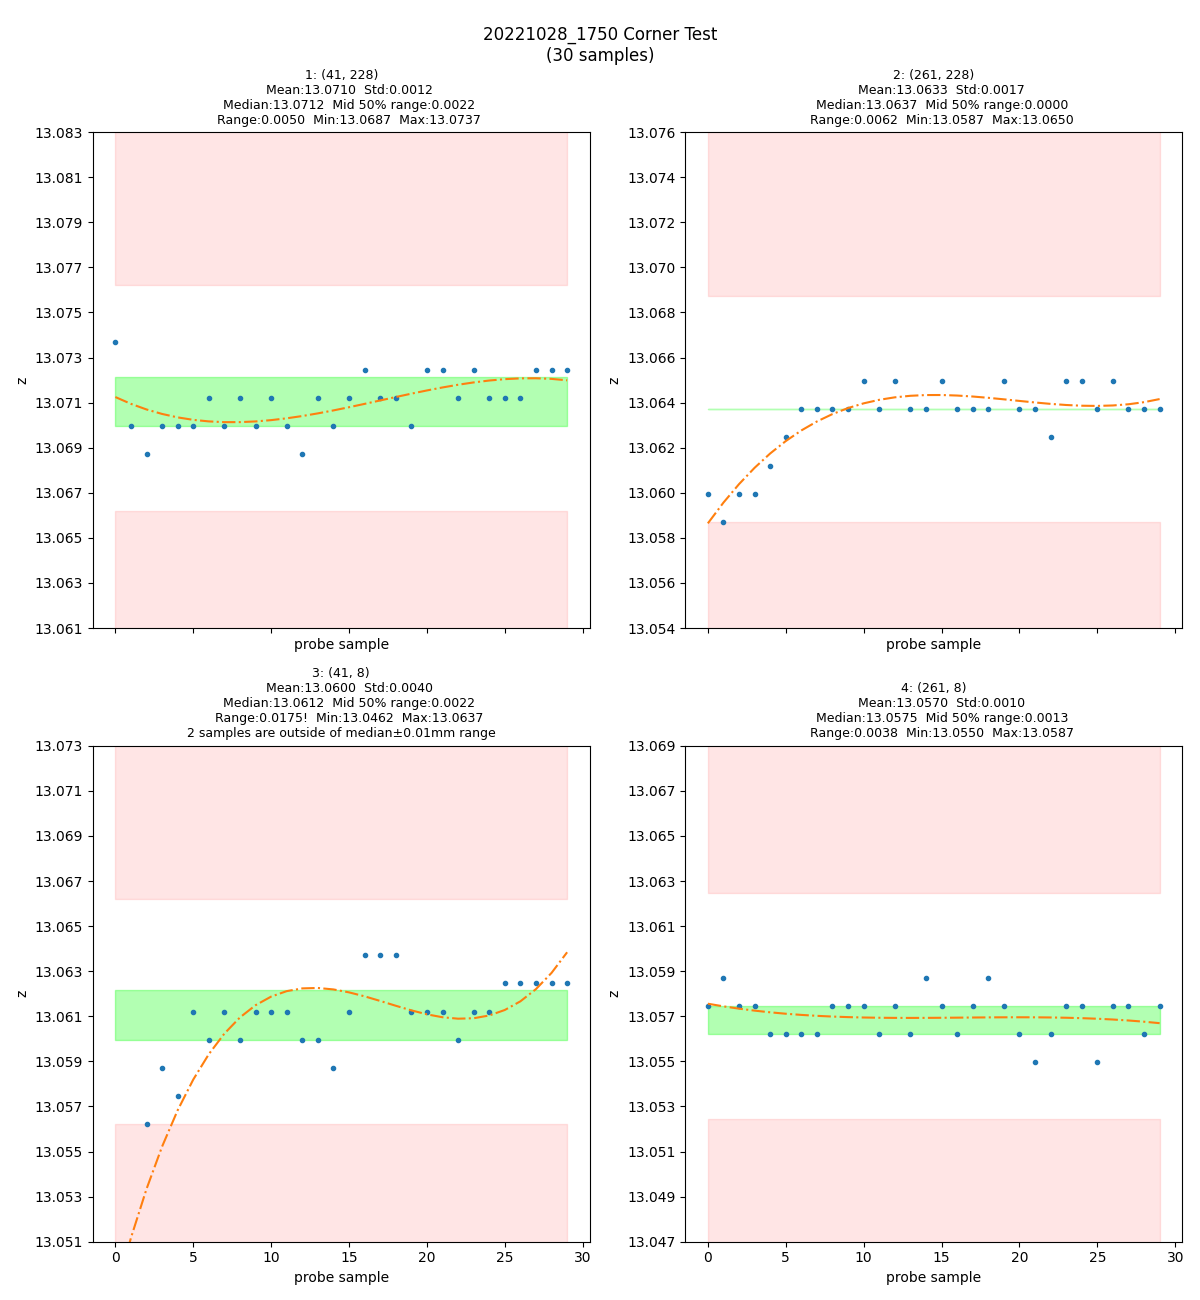 20221028_1750 Corner Test
(30 samples)
1: (41, 228)
Mean:13.0710  Std:0.0012
Median:13.0712  Mid 50% range:0.0022
Range:0.0050  Min:13.0687  Max:13.0737
13.083
13.081
13.079
13.077
13.075
13.073
13.071
13.069
13.067
13.065
13.063
13.061
z
probe sample
2: (261, 228)
Mean:13.0633  Std:0.0017
Median:13.0637  Mid 50% range:0.0000
Range:0.0062  Min:13.0587  Max:13.0650
13.076
13.074
13.072
13.070
13.068
13.066
13.064
13.062
13.060
13.058
13.056
13.054
z
probe sample
3: (41, 8)
Mean:13.0600  Std:0.0040
Median:13.0612  Mid 50% range:0.0022
Range:0.0175!  Min:13.0462  Max:13.0637
2 samples are outside of median±0.01mm range
13.073
13.071
13.069
13.067
13.065
13.063
13.061
13.059
13.057
13.055
13.053
13.051
z
0 5 10 15 20 25 30
probe sample
4: (261, 8)
Mean:13.0570  Std:0.0010
Median:13.0575  Mid 50% range:0.0013
Range:0.0038  Min:13.0550  Max:13.0587
13.069
13.067
13.065
13.063
13.061
13.059
13.057
13.055
13.053
13.051
13.049
13.047
z
0 5 10 15 20 25 30
probe sample